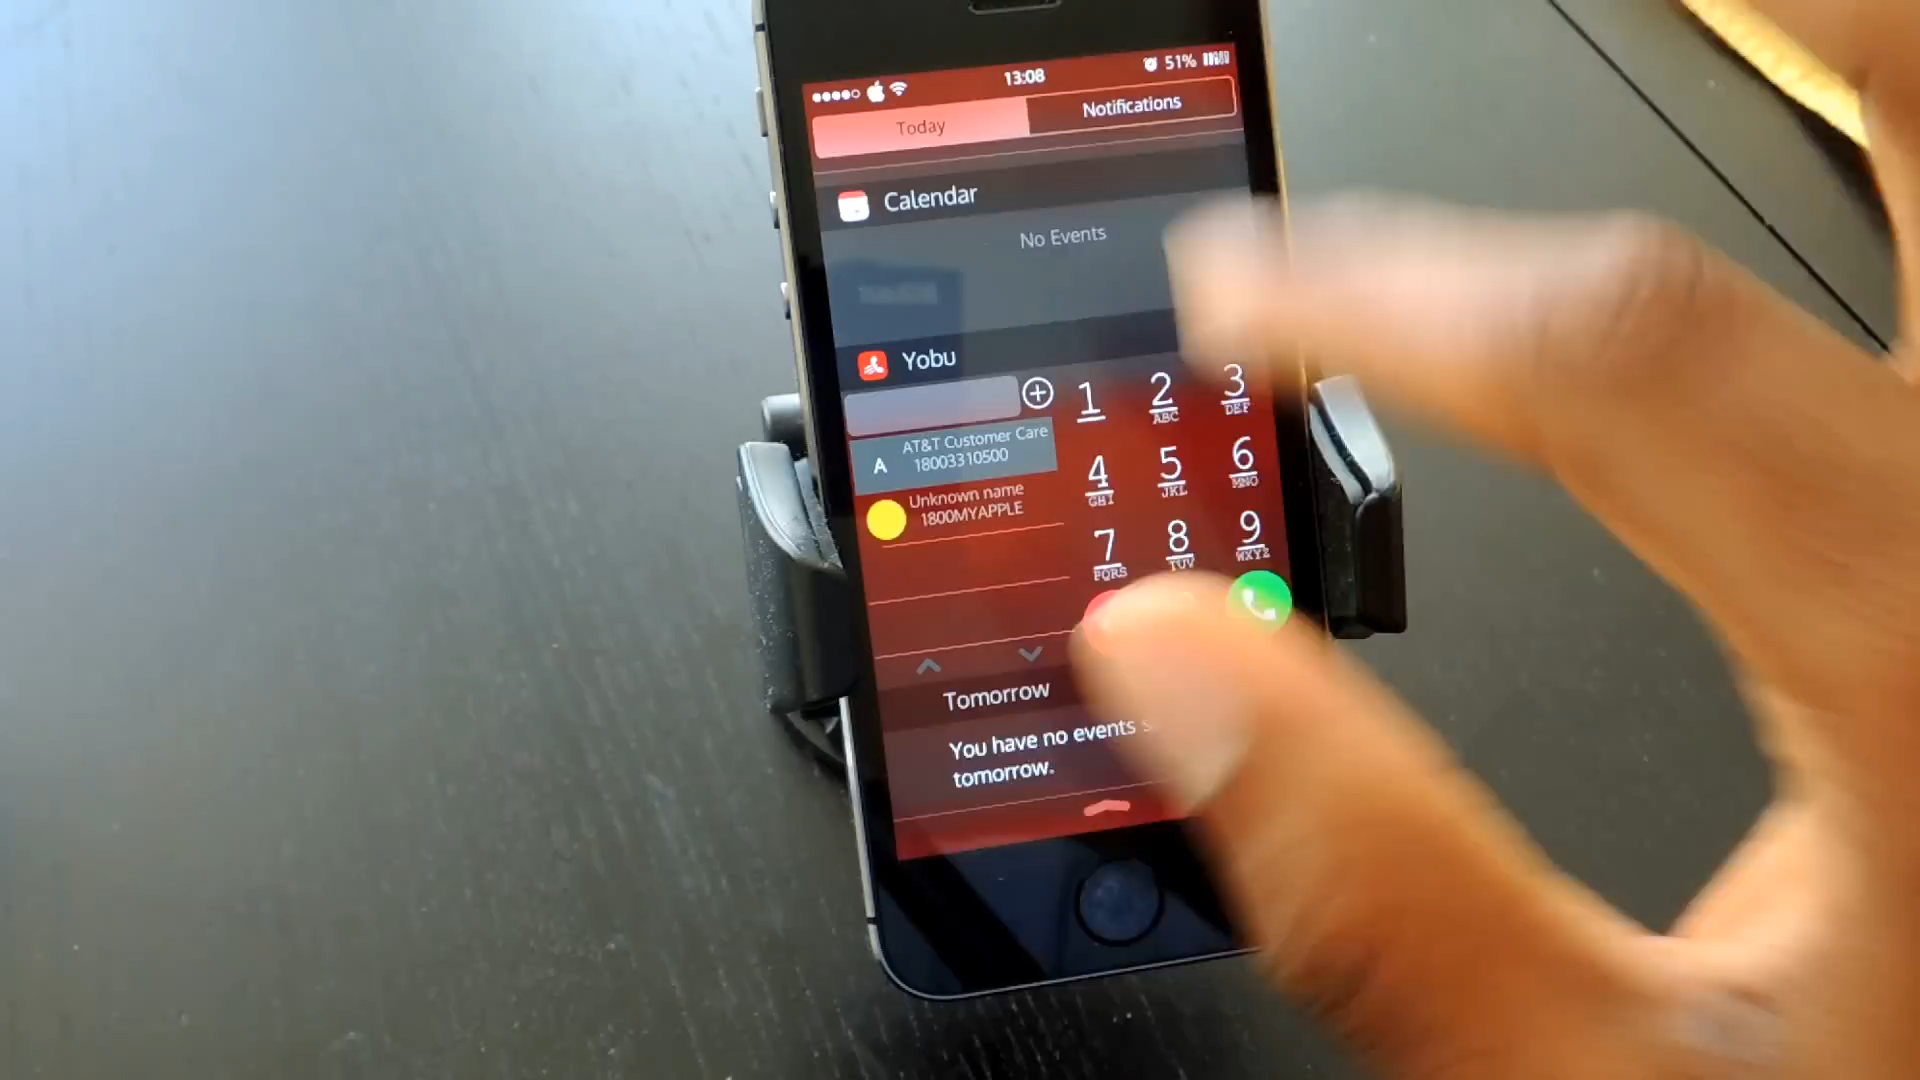 13:08
51%
Today
Notifications
Calendar
No Events
Yobu
AT&T Customer Care
18003310500
A
Unknown name
1800MYAPPLE
1
2
ABC
3
DEF
4
GHI
5
JKL
6
MNO
7
PQRS
8
TUV
9
WXYZ
Tomorrow
You have no events
tomorrow.